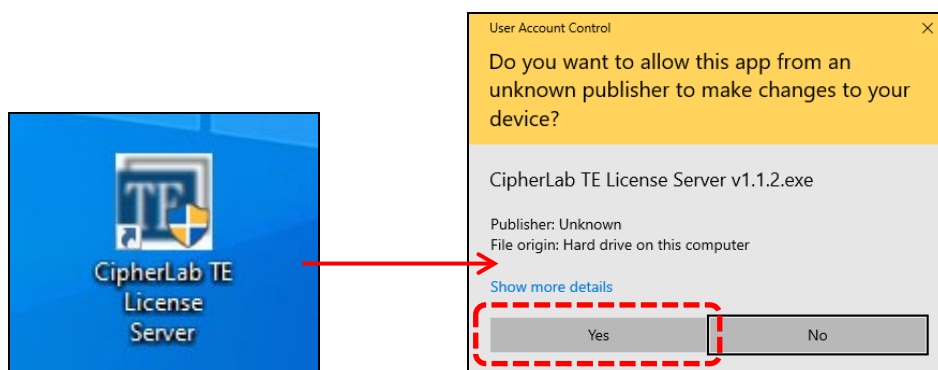 TE
CipherLab TE
License
Server
User Account Control
Do you want to allow this app from an
unknown publisher to make changes to your
device?
CipherLab TE License Server v1.1.2.exe
Publisher: Unknown
File origin: Hard drive on this computer
Show more details
Yes
No